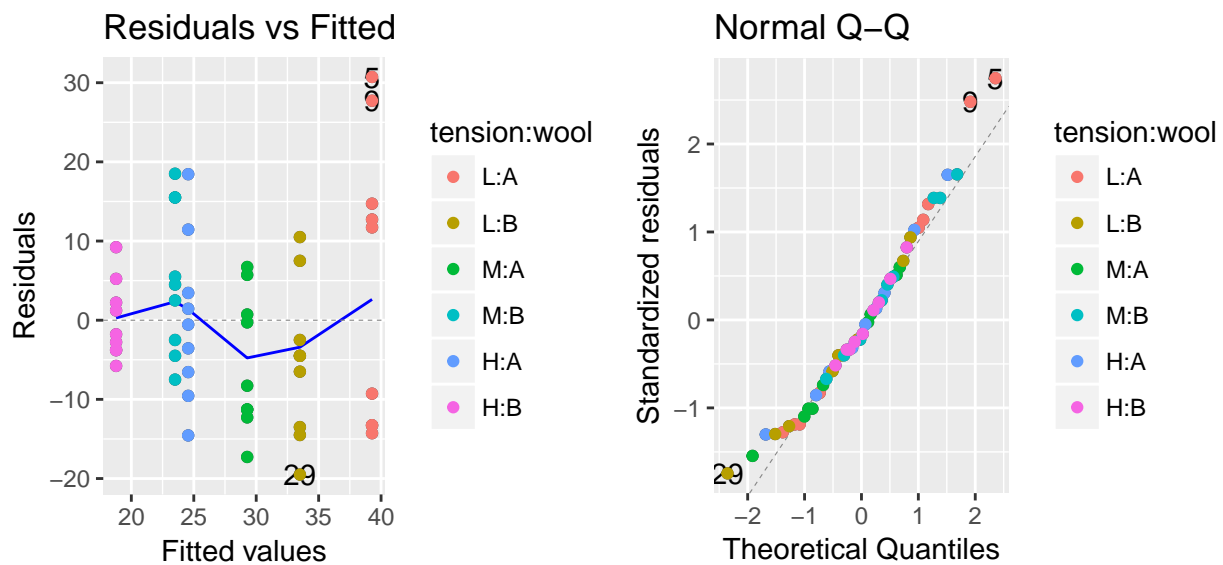 Residuals vs Fitted
30
20
10
0
−10
−20
20
25
30
35
40
Residuals
Fitted values
5
9
29
tension:wool
L:A
L:B
M:A
M:B
H:A
H:B
Normal Q−Q
2
1
0
−1
−2
−1
0
1
2
Standardized residuals
Theoretical Quantiles
5
9
29
tension:wool
L:A
L:B
M:A
M:B
H:A
H:B